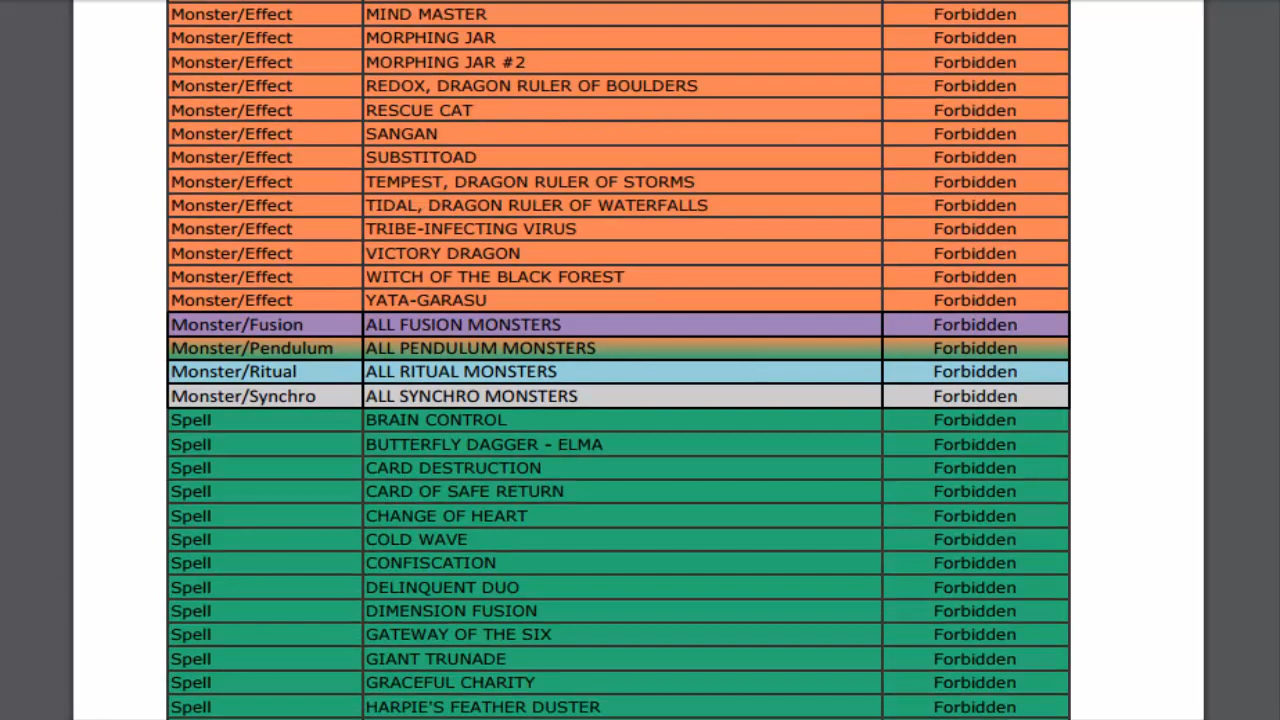 Monster/Effect MIND MASTER Forbidden
Monster/Effect MORPHING JAR Forbidden
Monster/Effect MORPHING JAR #2 Forbidden
Monster/Effect REDOX, DRAGON RULER OF BOULDERS Forbidden
Monster/Effect RESCUE CAT Forbidden
Monster/Effect SANGAN Forbidden
Monster/Effect SUBSTITOAD Forbidden
Monster/Effect TEMPEST, DRAGON RULER OF STORMS Forbidden
Monster/Effect TIDAL, DRAGON RULER OF WATERFALLS Forbidden
Monster/Effect TRIBE-INFECTING VIRUS Forbidden
Monster/Effect VICTORY DRAGON Forbidden
Monster/Effect WITCH OF THE BLACK FOREST Forbidden
Monster/Effect YATA-GARASU Forbidden
Monster/Fusion ALL FUSION MONSTERS Forbidden
Monster/Pendulum ALL PENDULUM MONSTERS Forbidden
Monster/Ritual ALL RITUAL MONSTERS Forbidden
Monster/Synchro ALL SYNCHRO MONSTERS Forbidden
Spell BRAIN CONTROL Forbidden
Spell BUTTERFLY DAGGER - ELMA Forbidden
Spell CARD DESTRUCTION Forbidden
Spell CARD OF SAFE RETURN Forbidden
Spell CHANGE OF HEART Forbidden
Spell COLD WAVE Forbidden
Spell CONFISCATION Forbidden
Spell DELINQUENT DUO Forbidden
Spell DIMENSION FUSION Forbidden
Spell GATEWAY OF THE SIX Forbidden
Spell GIANT TRUNADE Forbidden
Spell GRACEFUL CHARITY Forbidden
Spell HARPIE'S FEATHER DUSTER Forbidden